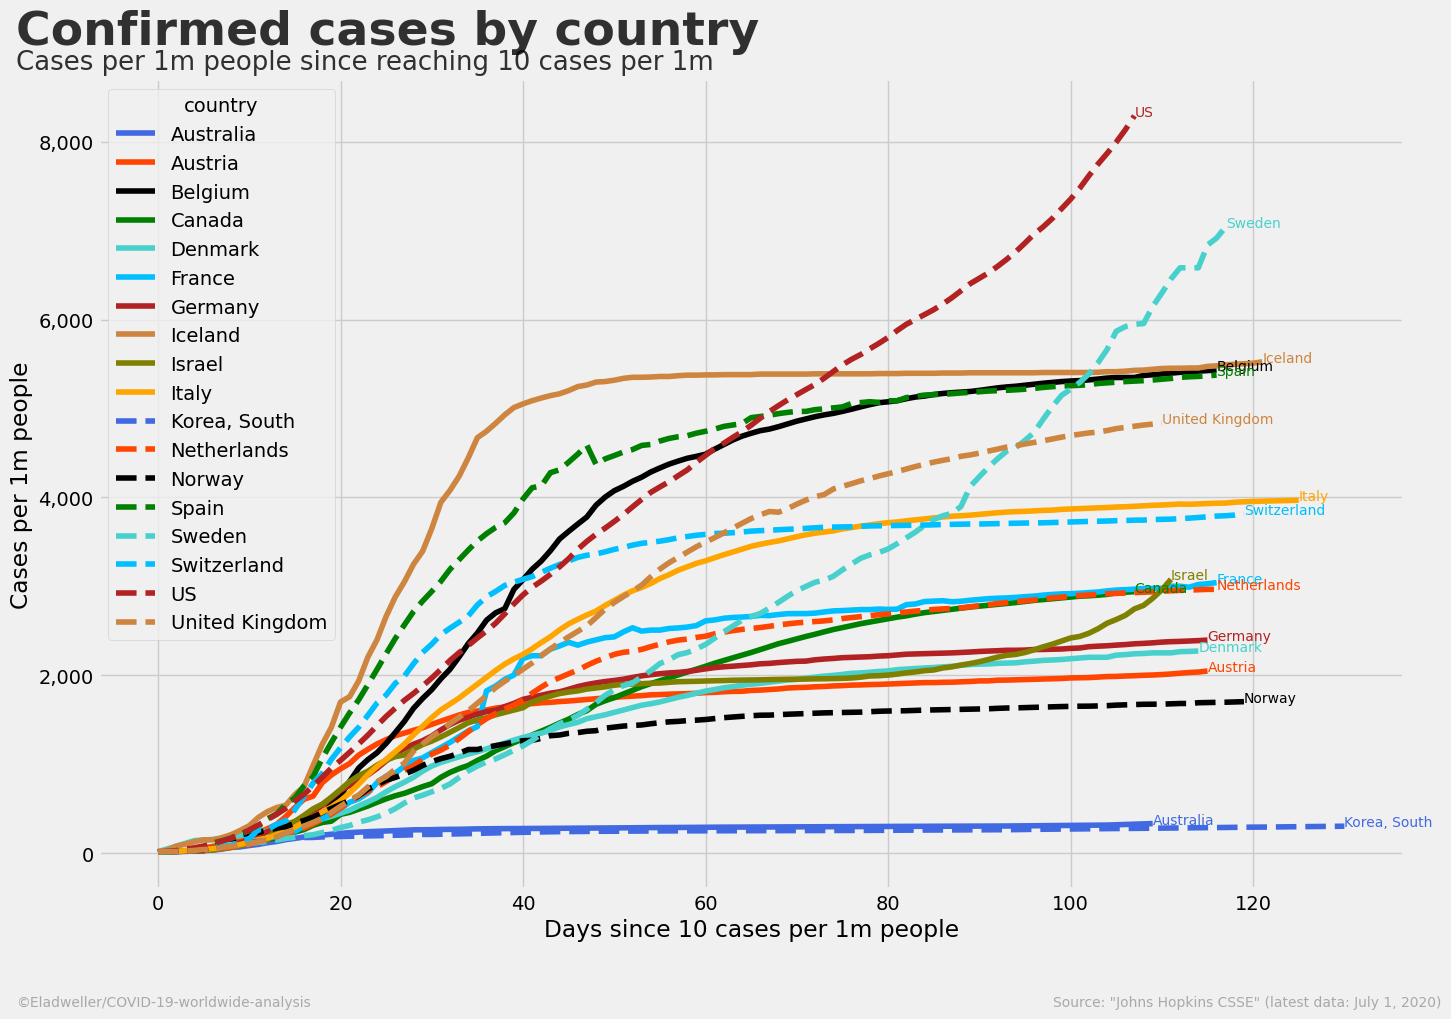 Confirmed cases by country
Cases per 1m people since reaching 10 cases per 1m
country
Australia
Austria
Belgium
Canada
Denmark
France
Germany
Iceland
Israel
Italy
Korea, South
Netherlands
Norway
Spain
Sweden
Switzerland
US
United Kingdom
Cases per 1m people
8,000
6,000
4,000
2,000
0
US
Sweden
Iceland
Belgium
Spain
United Kingdom
Italy
Switzerland
Israel
France
Canada
Netherlands
Germany
Denmark
Austria
Norway
Australia
Korea, South
0 20 40 60 80 100 120
Days since 10 cases per 1m people
©Eladweller/COVID-19-worldwide-analysis
Source: "Johns Hopkins CSSE" (latest data: July 1, 2020)